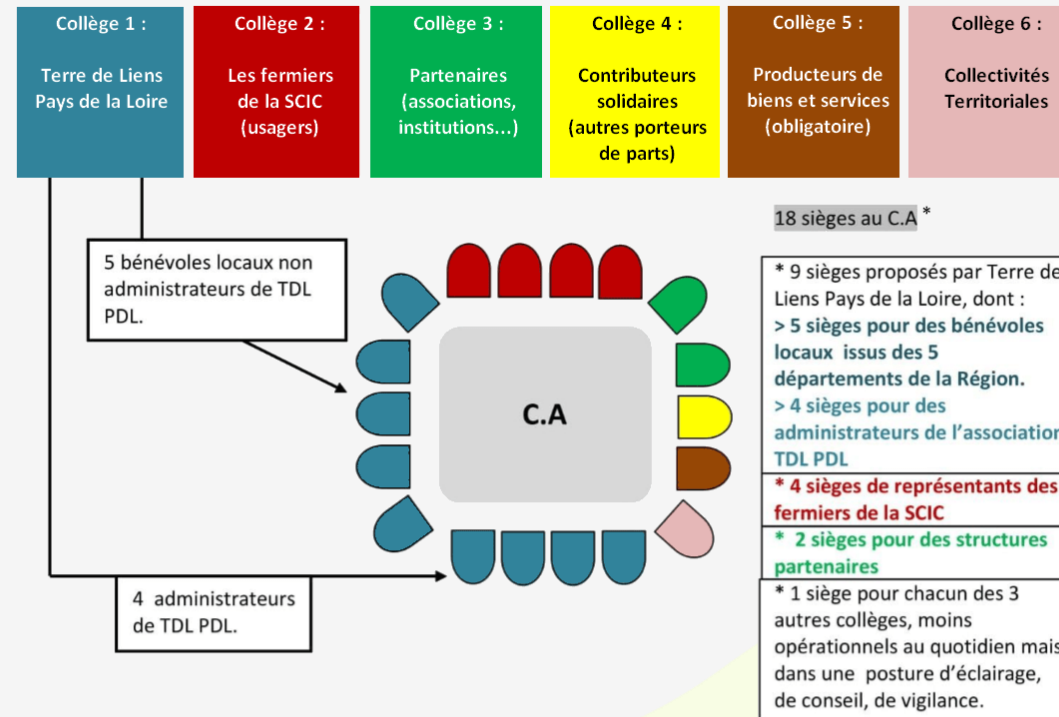 Collège 1 :
Terre de Liens
Pays de la Loire
Collège 2 :
Les fermiers
de la SCIC
(usagers)
Collège 3 :
Partenaires
(associations,
institutions...)
Collège 4 :
Contributeurs
solidaires
(autres porteurs
de parts)
Collège 5 :
Producteurs de
biens et services
(obligatoire)
Collège 6 :
Collectivités
Territoriales
5 bénévoles locaux non
administrateurs de TDL
PDL.
C.A
4 administrateurs
de TDL PDL.
18 sièges au C.A *
* 9 sièges proposés par Terre de
Liens Pays de la Loire, dont :
> 5 sièges pour des bénévoles
locaux issus des 5
départements de la Région.
> 4 sièges pour des
administrateurs de l'association
TDL PDL
* 4 sièges de représentants des
fermiers de la SCIC
* 2 sièges pour des structures
partenaires
* 1 siège pour chacun des 3
autres collèges, moins
opérationnels au quotidien mais
dans une posture d'éclairage,
de conseil, de vigilance.